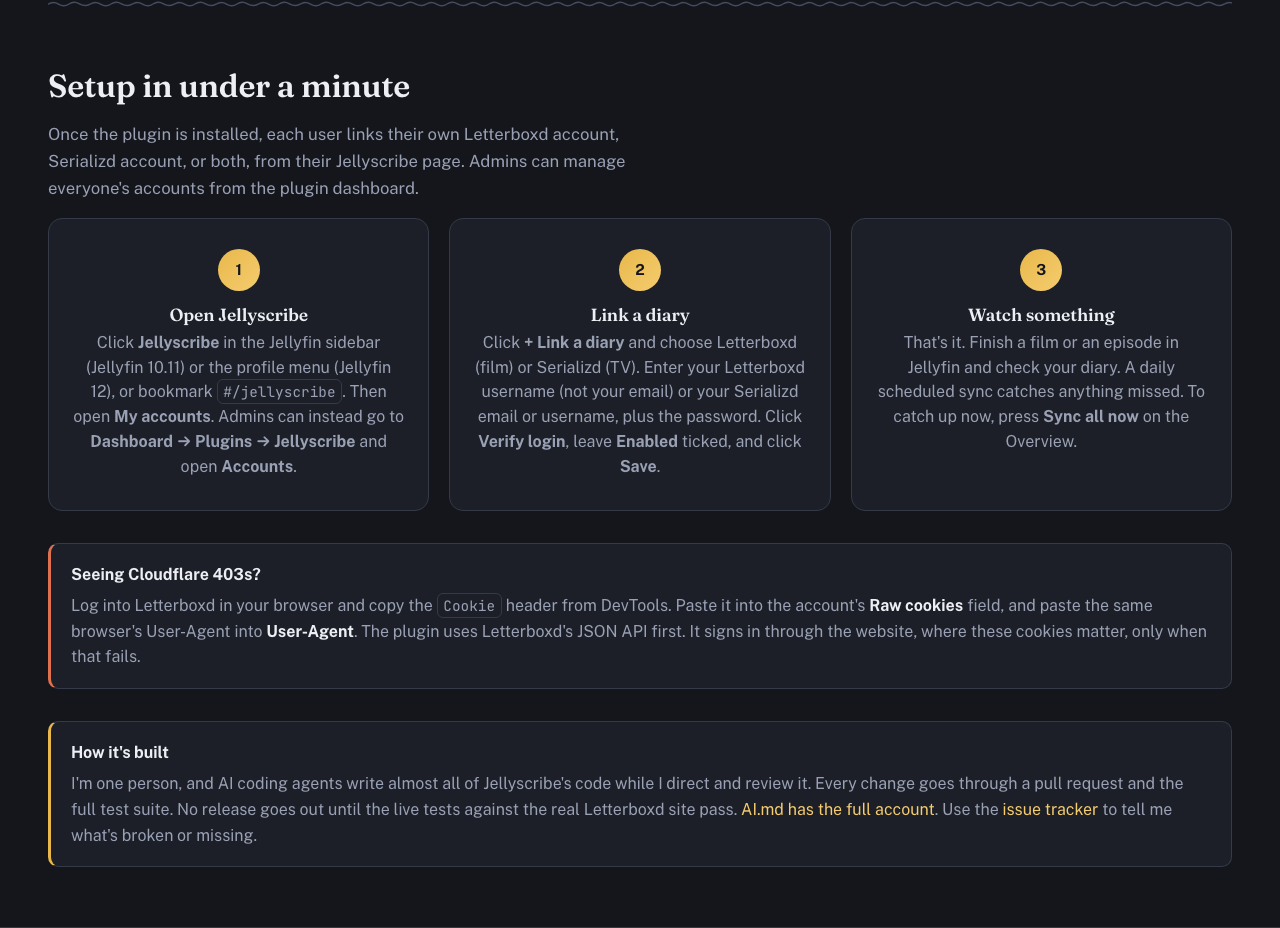 Setup in under a minute
Once the plugin is installed, each user links their own Letterboxd account,
Serializd account, or both, from their Jellyscribe page. Admins can manage
everyone's accounts from the plugin dashboard.
1
Open Jellyscribe
Click Jellyscribe in the Jellyfin sidebar
(Jellyfin 10.11) or the profile menu (Jellyfin
12), or bookmark #/jellyscribe. Then
open My accounts. Admins can instead go to
Dashboard → Plugins → Jellyscribe and
open Accounts.
2
Link a diary
Click + Link a diary and choose Letterboxd
(film) or Serializd (TV). Enter your Letterboxd
username (not your email) or your Serializd
email or username, plus the password. Click
Verify login, leave Enabled ticked, and click
Save.
3
Watch something
That's it. Finish a film or an episode in
Jellyfin and check your diary. A daily
scheduled sync catches anything missed. To
catch up now, press Sync all now on the
Overview.
Seeing Cloudflare 403s?
Log into Letterboxd in your browser and copy the Cookie header from DevTools. Paste it into the account's Raw cookies field, and paste the same
browser's User-Agent into User-Agent. The plugin uses Letterboxd's JSON API first. It signs in through the website, where these cookies matter, only when
that fails.
How it's built
I'm one person, and AI coding agents write almost all of Jellyscribe's code while I direct and review it. Every change goes through a pull request and the
full test suite. No release goes out until the live tests against the real Letterboxd site pass. AI.md has the full account. Use the issue tracker to tell me
what's broken or missing.